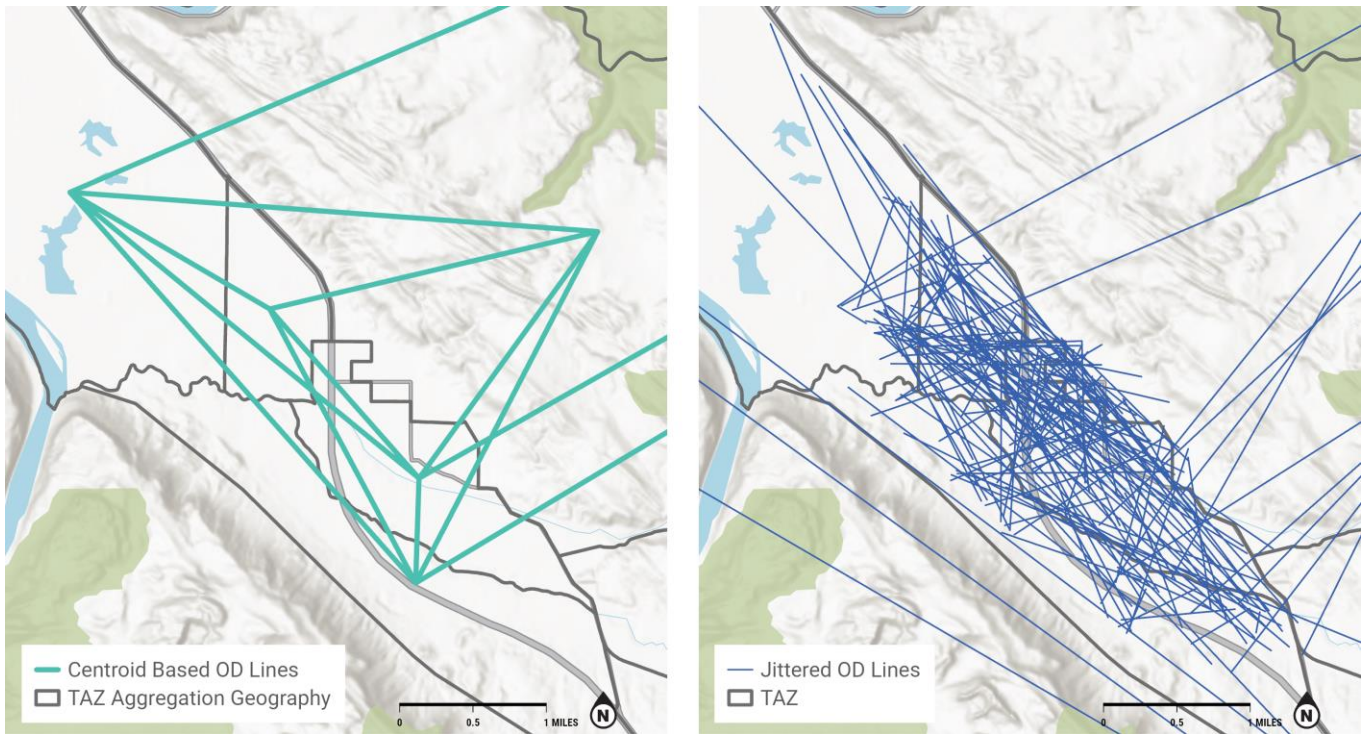 Centroid Based OD Lines
TAZ Aggregation Geography
0 0.5 1 MILES
N
Jittered OD Lines
TAZ
0 0.5 1 MILES
N